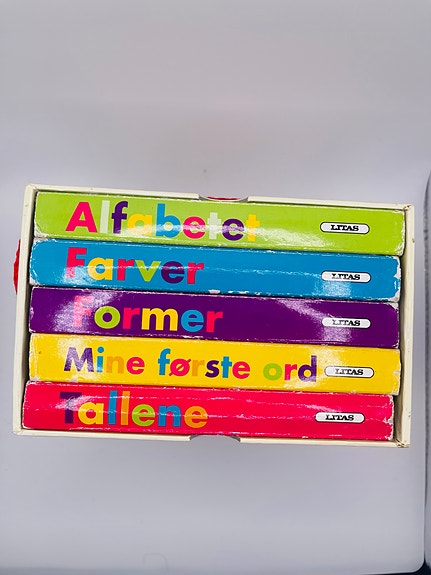 Alfabetet LITAS
Farver LITAS
Former LITAS
Mine første ord LITAS
Tallene LITAS